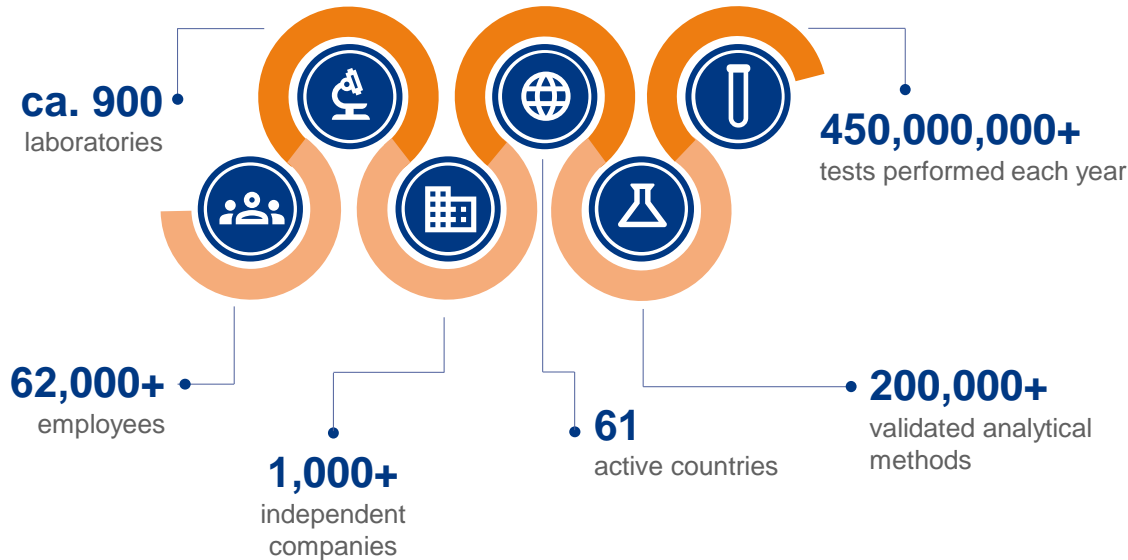 ca. 900
laboratories
450,000,000+
tests performed each year
62,000+
employees
1,000+
independent
companies
61
active countries
200,000+
validated analytical
methods